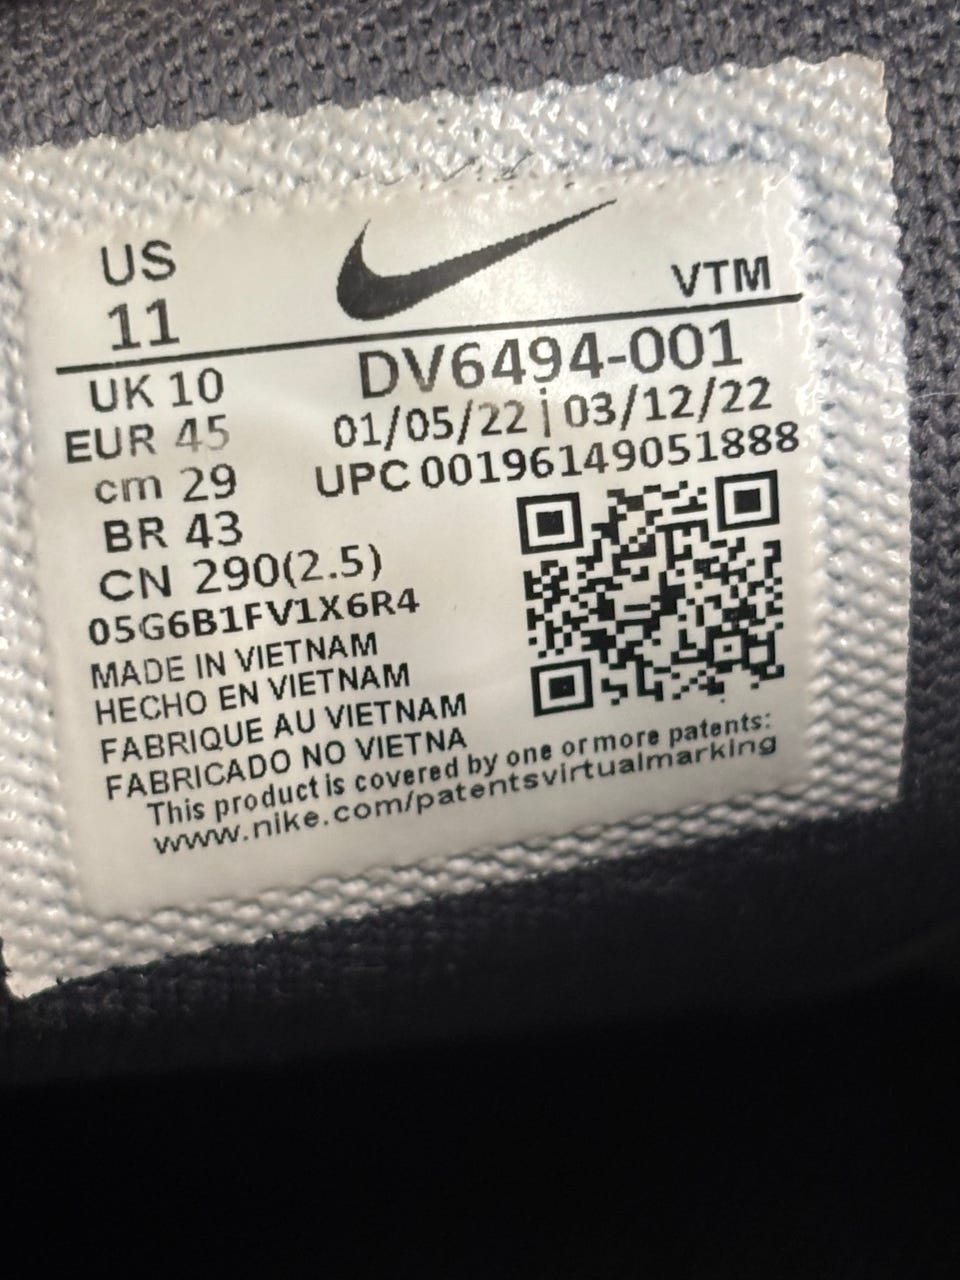 US
11
VTM
UK 10
EUR 45
cm 29
BR 43
CN 290(2.5)
DV6494-001
01/05/22 | 03/12/22
UPC 00196149051888
05G6B1FV1X6R4
MADE IN VIETNAM
HECHO EN VIETNAM
FABRIQUE AU VIETNAM
FABRICADO NO VIETNA
This product is covered by one or more patents:
www.nike.com/patentsvirtualmarking